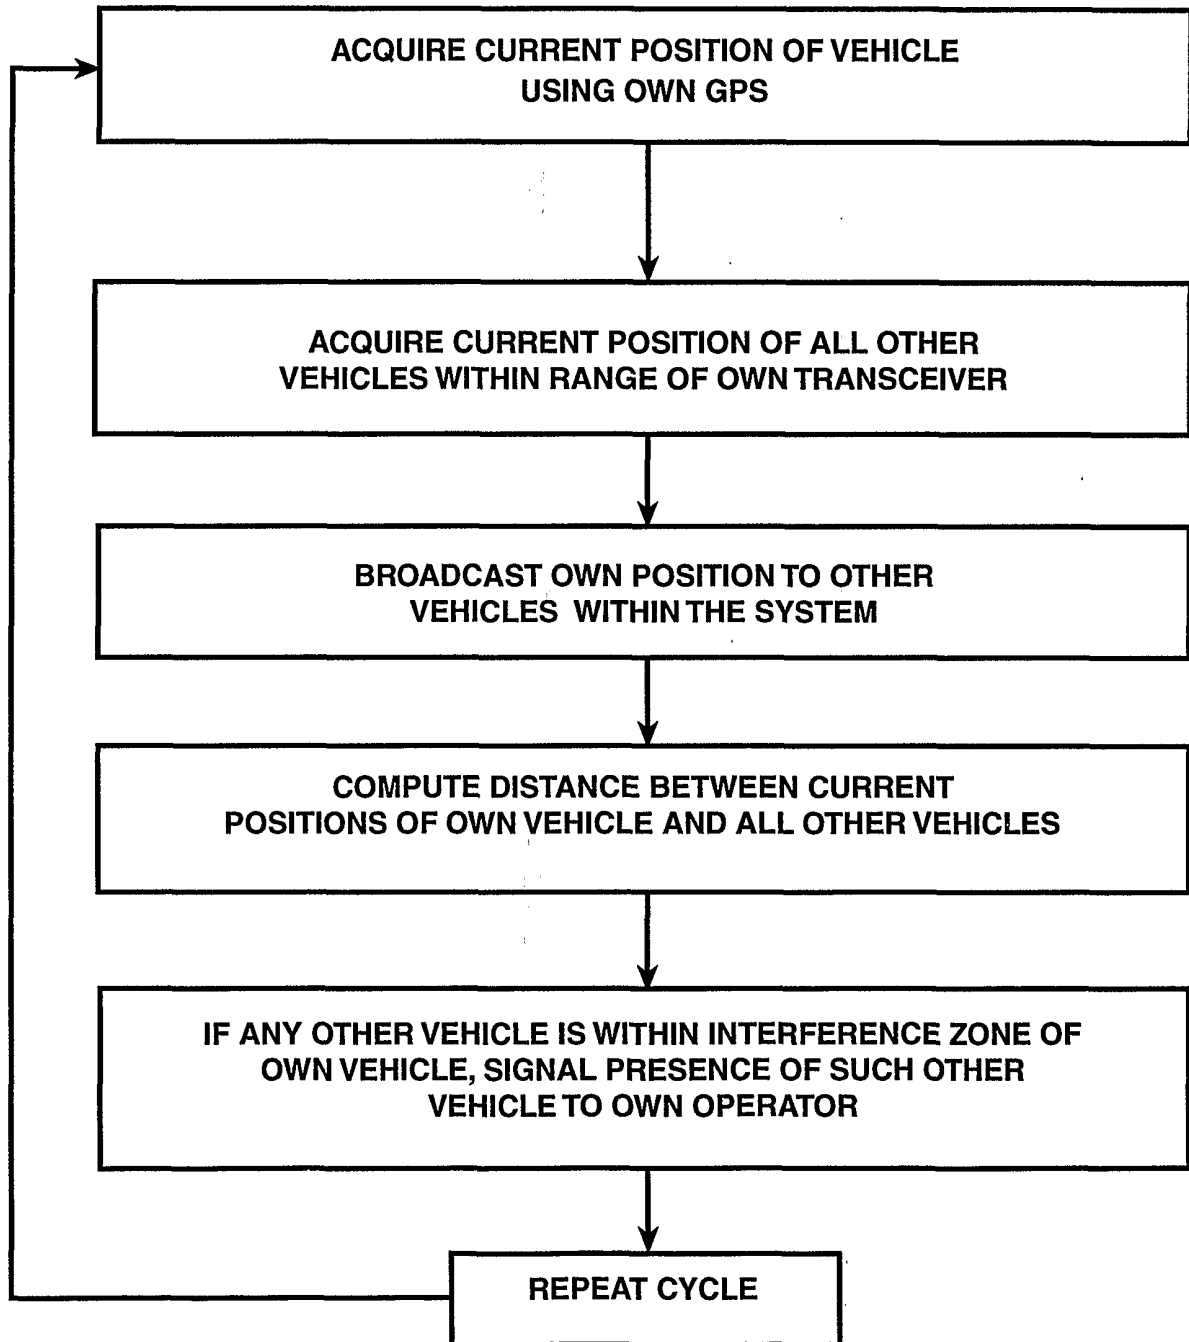 ACQUIRE CURRENT POSITION OF VEHICLE
USING OWN GPS
ACQUIRE CURRENT POSITION OF ALL OTHER
VEHICLES WITHIN RANGE OF OWN TRANSCEIVER
BROADCAST OWN POSITION TO OTHER
VEHICLES WITHIN THE SYSTEM
COMPUTE DISTANCE BETWEEN CURRENT
POSITIONS OF OWN VEHICLE AND ALL OTHER VEHICLES
IF ANY OTHER VEHICLE IS WITHIN INTERFERENCE ZONE OF
OWN VEHICLE, SIGNAL PRESENCE OF SUCH OTHER
VEHICLE TO OWN OPERATOR
REPEAT CYCLE